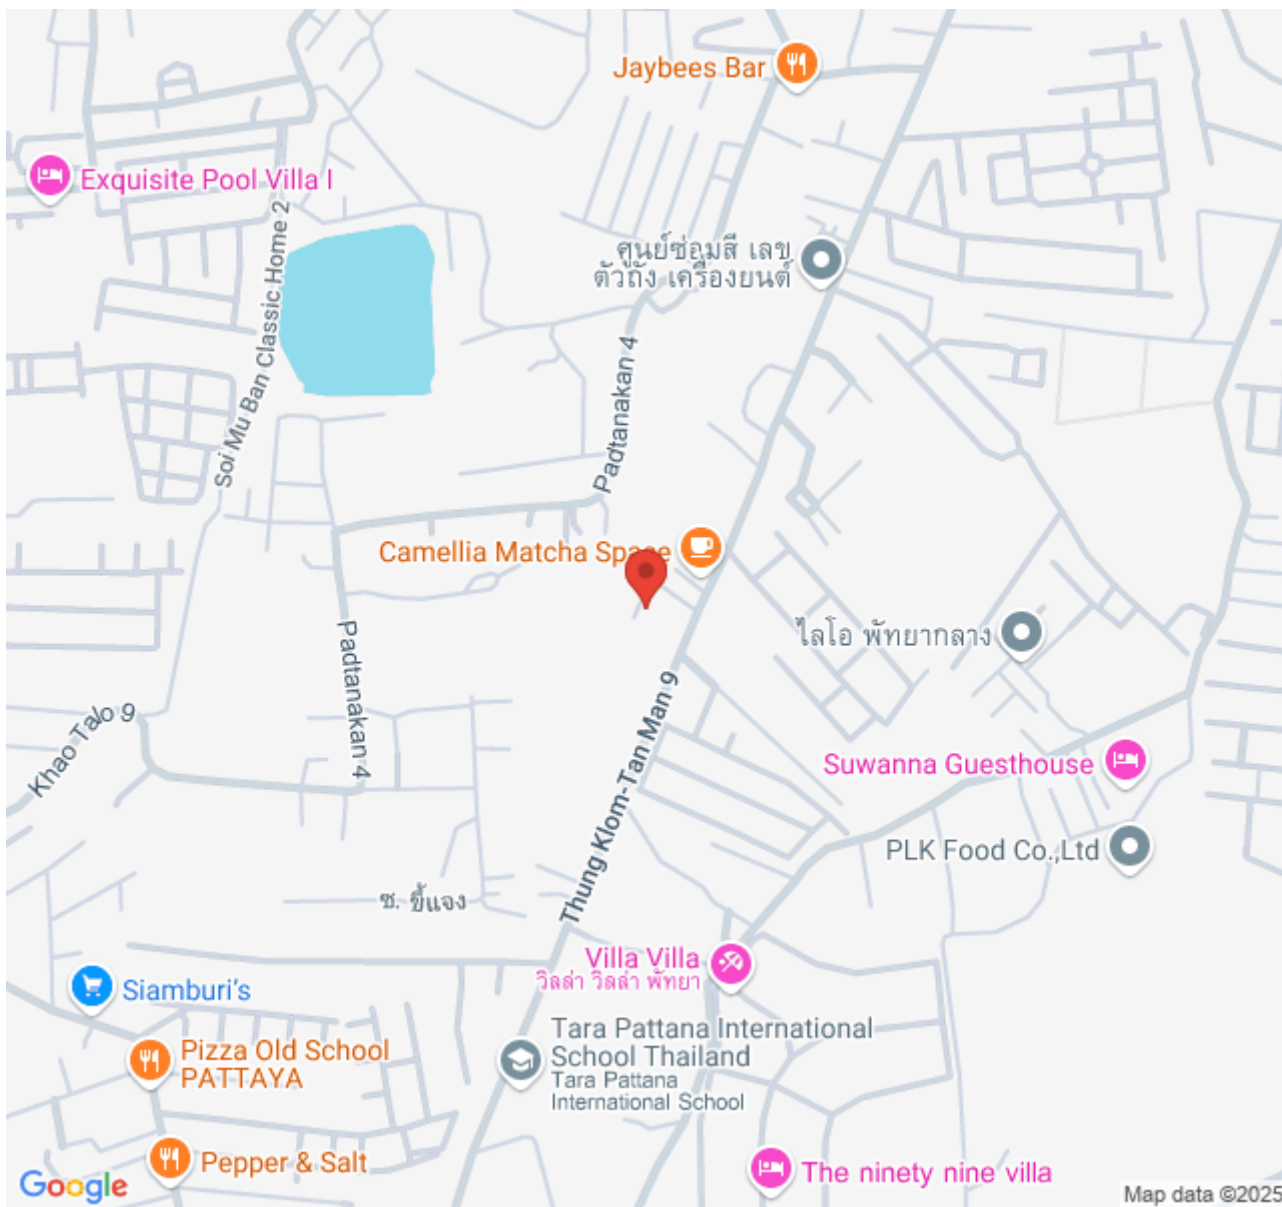 Jaybees Bar
Exquisite Pool Villa I
Soi Mu Ban Classic Home 2
ศูนย์ซ่อมสี เลข
ตัวถัง เครื่องยนต์
Padtanakan 4
Camellia Matcha Space
ไลโอ พัทยากลาง
Padtanakan 4
Khao Talo 9
Thung Klom-Tan Man 9
Suwanna Guesthouse
PLK Food Co.,Ltd
ซ. ขี้แจง
Villa Villa
วิลล่า วิลล่า พัทยา
Siamburi's
Tara Pattana International
School Thailand
Tara Pattana
International School
Pizza Old School
PATTAYA
Pepper & Salt
The ninety nine villa
Google
Map data ©2025